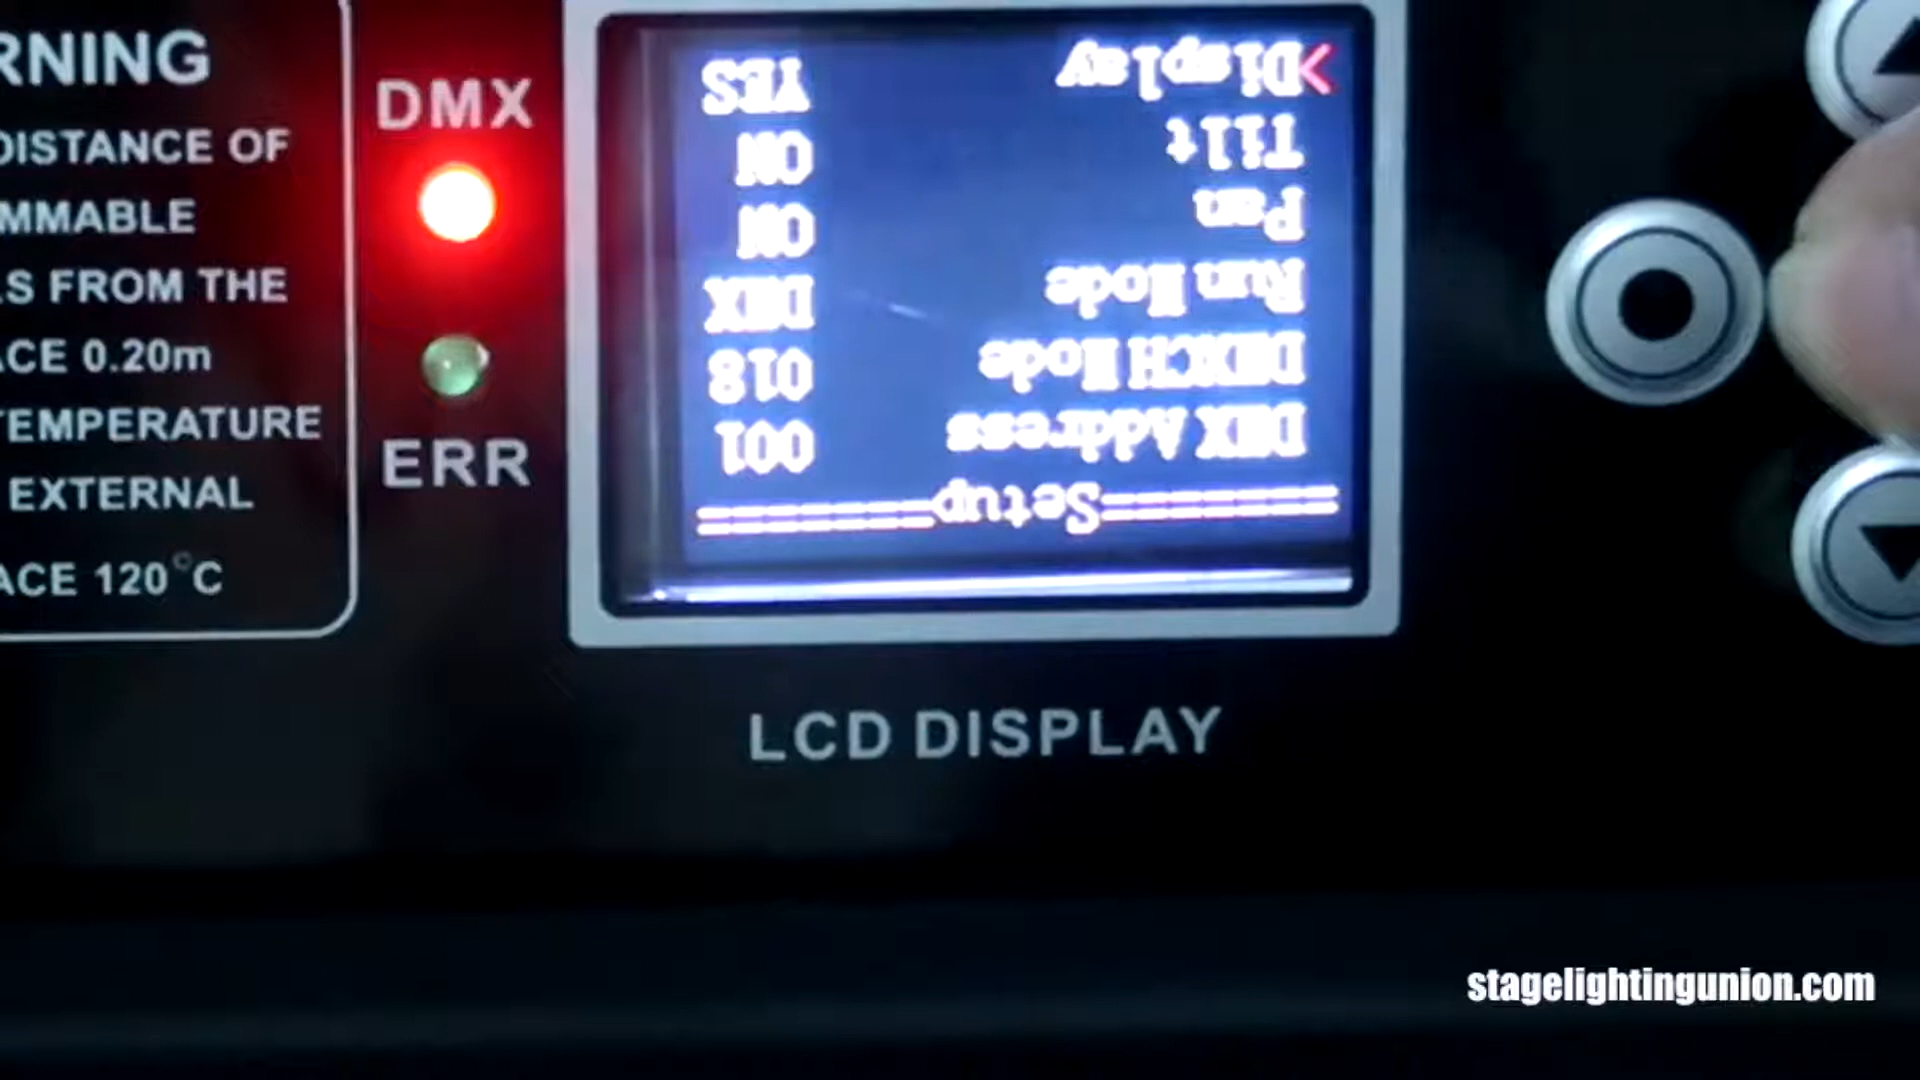 RNING
DISTANCE OF
MMABLE
LS FROM THE
ACE 0.20m
TEMPERATURE
EXTERNAL
ACE 120°C
DMX
ERR
======Setup======
DMX Address 001
DMXCH Mode 018
Run Mode DMX
Pan ON
Tilt ON
>Display YES
LCD DISPLAY
stagelightingunion.com